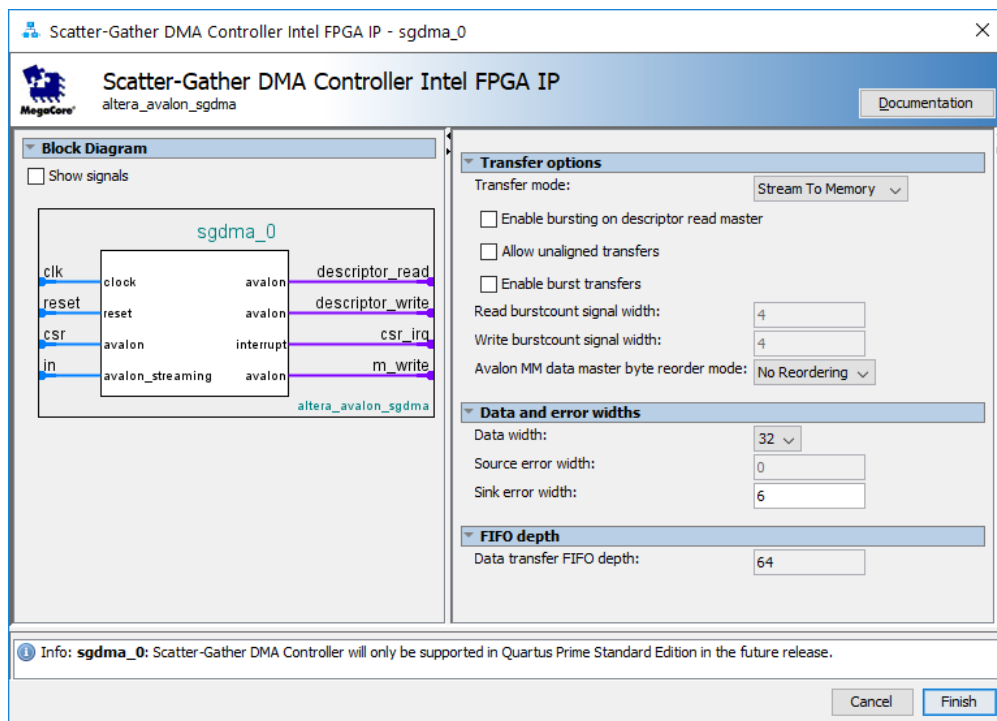 Scatter-Gather DMA Controller Intel FPGA IP - sgdma_0
MegaCore®
Scatter-Gather DMA Controller Intel FPGA IP
altera_avalon_sgdma
Documentation
Block Diagram
Show signals
sgdma_0
clk
clock
avalon
descriptor_read
reset
reset
avalon
descriptor_write
csr
avalon
interrupt
csr_irq
in
avalon_streaming
avalon
m_write
altera_avalon_sgdma
Transfer options
Transfer mode: Stream To Memory
Enable bursting on descriptor read master
Allow unaligned transfers
Enable burst transfers
Read burstcount signal width: 4
Write burstcount signal width: 4
Avalon MM data master byte reorder mode: No Reordering
Data and error widths
Data width: 32
Source error width: 0
Sink error width: 6
FIFO depth
Data transfer FIFO depth: 64
Info: sgdma_0: Scatter-Gather DMA Controller will only be supported in Quartus Prime Standard Edition in the future release.
Cancel
Finish